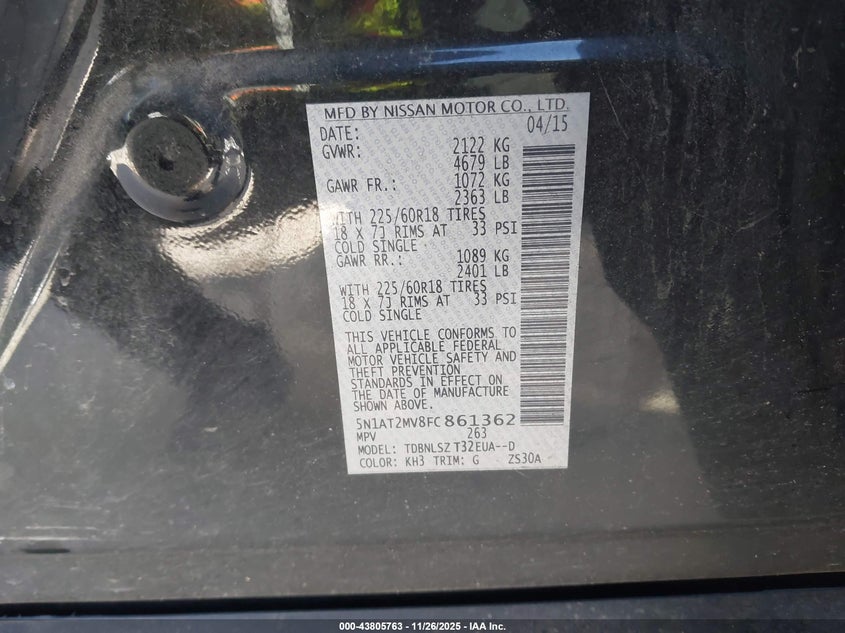 MFD BY NISSAN MOTOR CO., LTD.
DATE: 04/15
GVWR: 2122 KG
4679 LB
GAWR FR.: 1072 KG
2363 LB
WITH 225/60R18 TIRES
18 X 7J RIMS AT 33 PSI
COLD SINGLE
GAWR RR.: 1089 KG
2401 LB
WITH 225/60R18 TIRES
18 X 7J RIMS AT 33 PSI
COLD SINGLE
THIS VEHICLE CONFORMS TO
ALL APPLICABLE FEDERAL
MOTOR VEHICLE SAFETY AND
THEFT PREVENTION
STANDARDS IN EFFECT ON
THE DATE OF MANUFACTURE
SHOWN ABOVE.
5N1AT2MV8FC861362
MPV 263
MODEL: TDBNLSZ T32EUA--D
COLOR: KH3 TRIM: G ZS30A
000-43805763 - 11/26/2025 - IAA Inc.